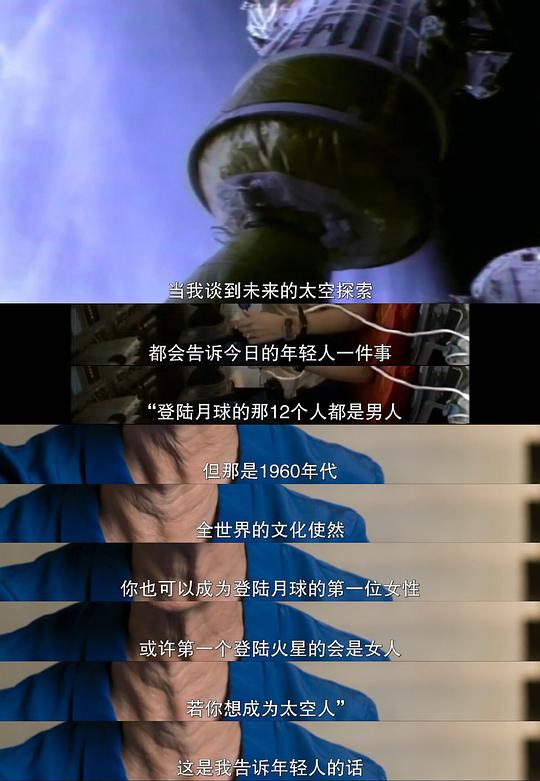 当我谈到未来的太空探索
都会告诉今日的年轻人一件事
“登陆月球的那12个人都是男人
但那是1960年代
全世界的文化使然
你也可以成为登陆月球的第一位女性
或许第一个登陆火星的会是女人
若你想成为太空人”
这是我告诉年轻人的话